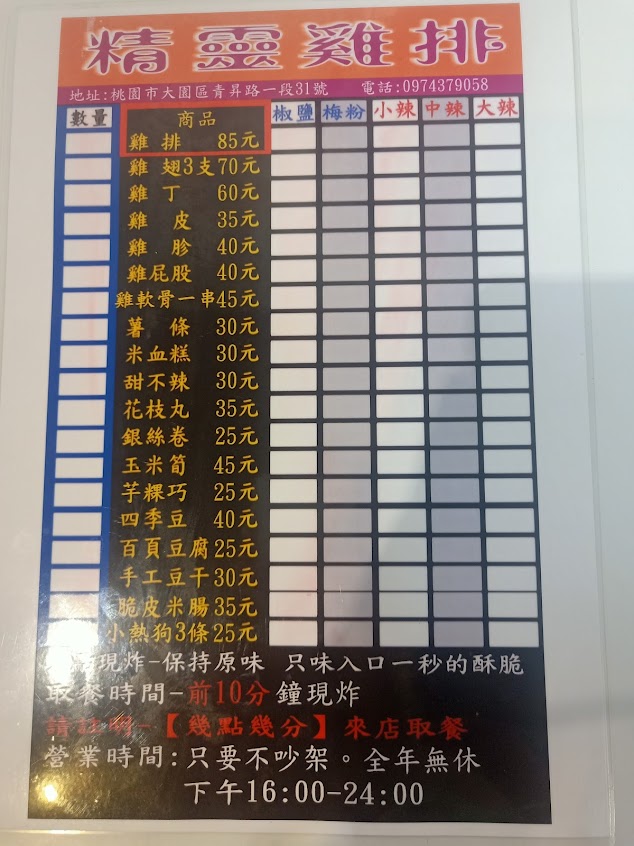 精靈雞排
地址:桃園市大園區青昇路一段31號 電話:0974379058
數量 商品 椒鹽 梅粉 小辣 中辣 大辣
雞排 85元
雞翅3支70元
雞丁 60元
雞皮 35元
雞胗 40元
雞屁股 40元
雞軟骨一串45元
薯條 30元
米血糕 30元
甜不辣 30元
花枝丸 35元
銀絲卷 25元
玉米筍 45元
芋粿巧 25元
四季豆 40元
百頁豆腐25元
手工豆干30元
脆皮米腸35元
小熱狗3條25元
現炸-保持原味 只味入口一秒的酥脆
取餐時間-前10分鐘現炸
請註明-【幾點幾分】來店取餐
營業時間:只要不吵架。全年無休
下午16:00-24:00